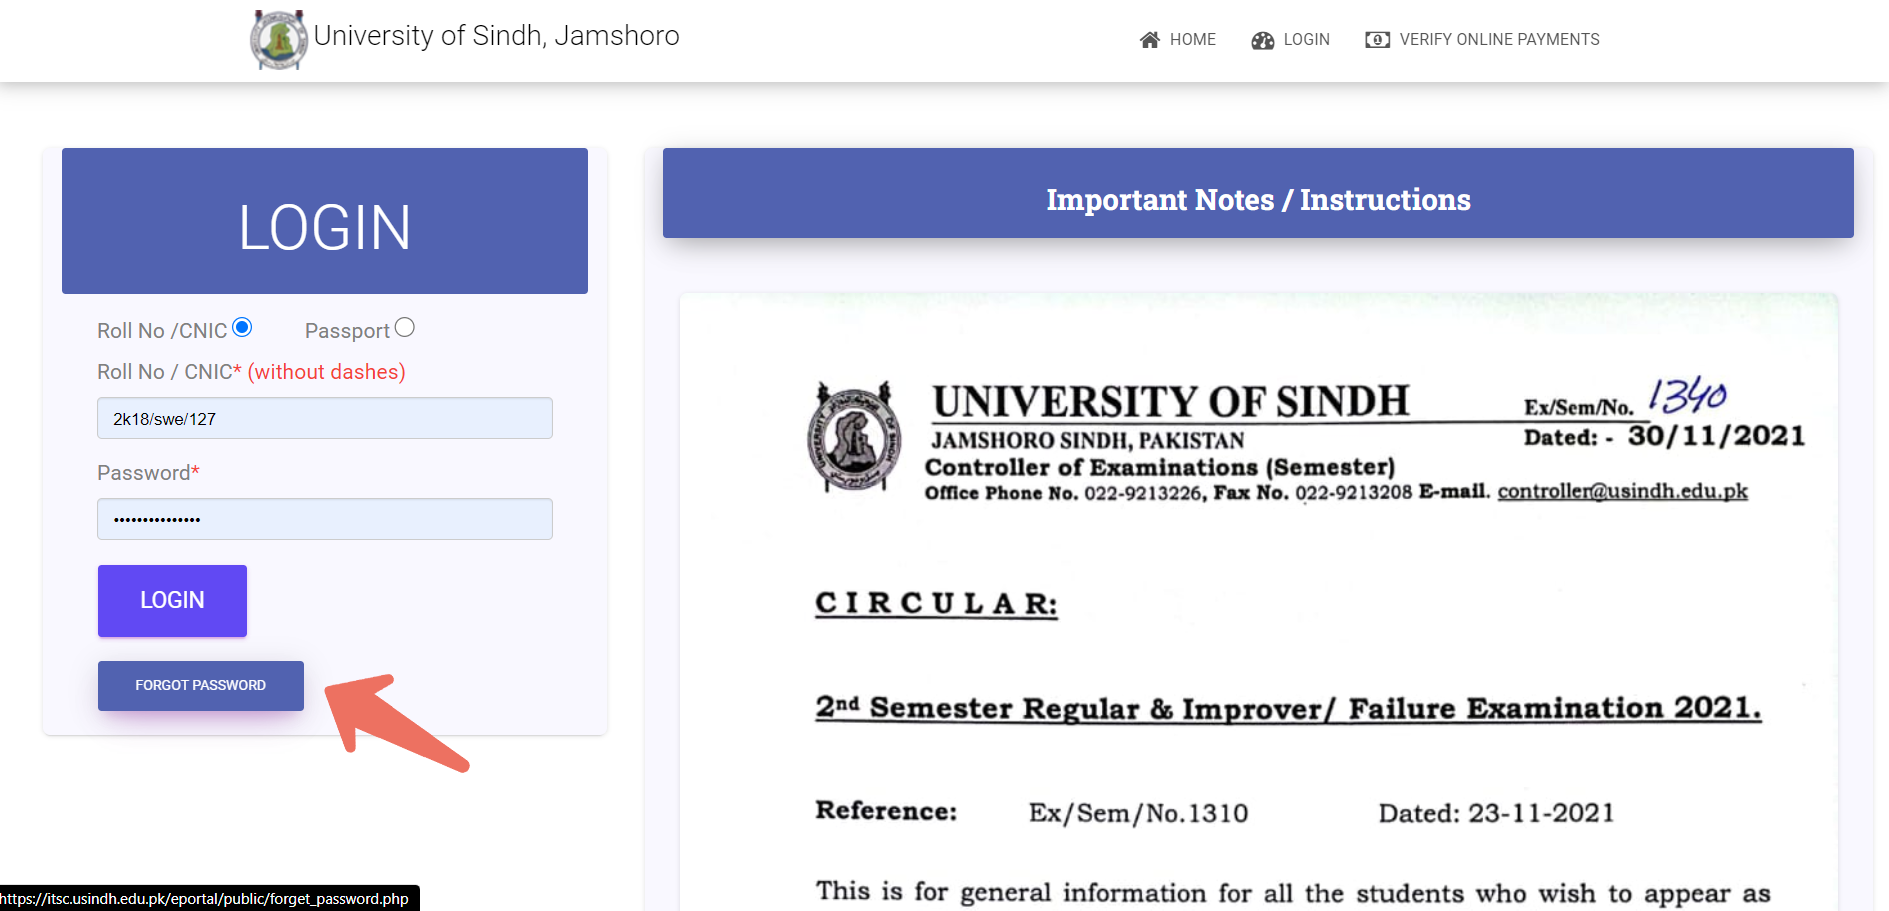 University of Sindh, Jamshoro
HOME
LOGIN
VERIFY ONLINE PAYMENTS
LOGIN
Roll No /CNIC
Passport
Roll No / CNIC* (without dashes)
2k18/swe/127
Password*
LOGIN
FORGOT PASSWORD
Important Notes / Instructions
UNIVERSITY OF SINDH
Ex/Sem/No. 1340
JAMSHORO SINDH, PAKISTAN
Dated: - 30/11/2021
Controller of Examinations (Semester)
Office Phone No. 022-9213226, Fax No. 022-9213208 E-mail. controller@usindh.edu.pk
CIRCULAR:
2nd Semester Regular & Improver/ Failure Examination 2021.
Reference: Ex/Sem/No.1310 Dated: 23-11-2021
This is for general information for all the students who wish to appear as
https://itsc.usindh.edu.pk/eportal/public/forget_password.php